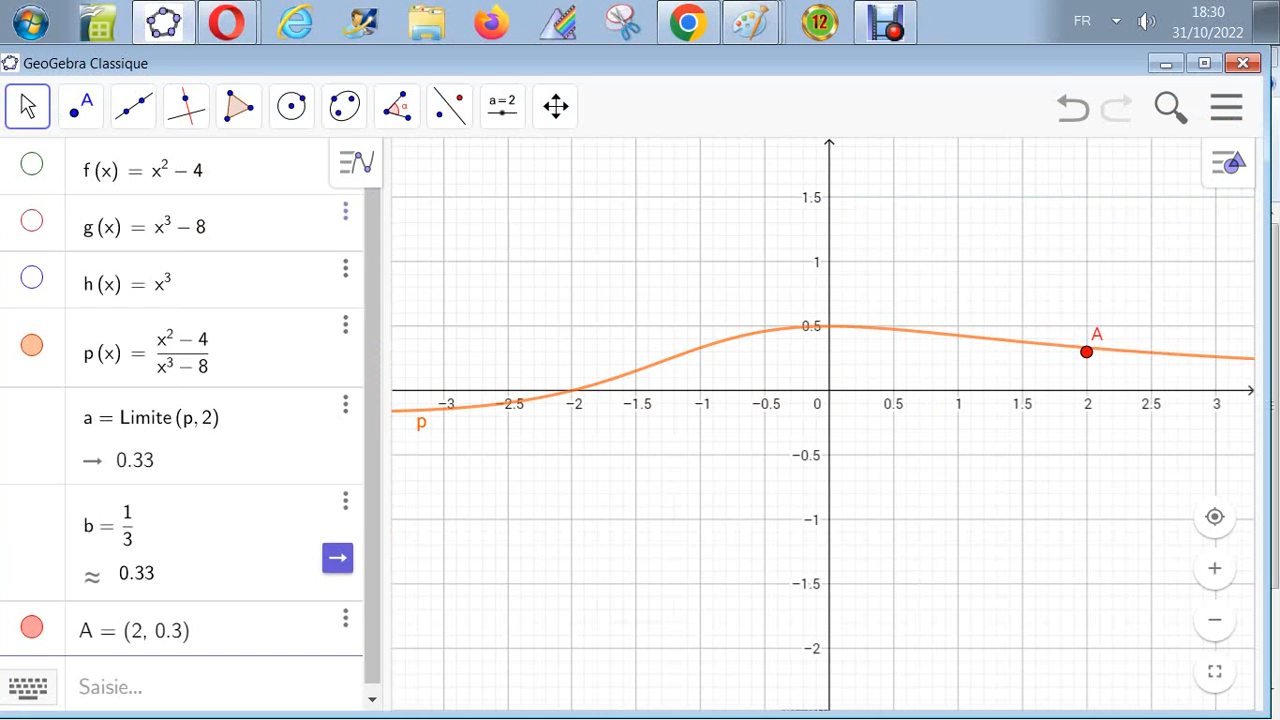 12
FR
18:30
31/10/2022
GeoGebra Classique
A
α
a=2
f(x) = x² − 4
g(x) = x³ − 8
h(x) = x³
p(x) = x² − 4
x³ − 8
a = Limite(p, 2)
→ 0.33
b = 1
3
≈ 0.33
→
A = (2, 0.3)
Saisie...
1.5
1
0.5
A
−3 −2.5 −2 −1.5 −1 −0.5 0 0.5 1 1.5 2 2.5 3
p
−0.5
−1
−1.5
−2